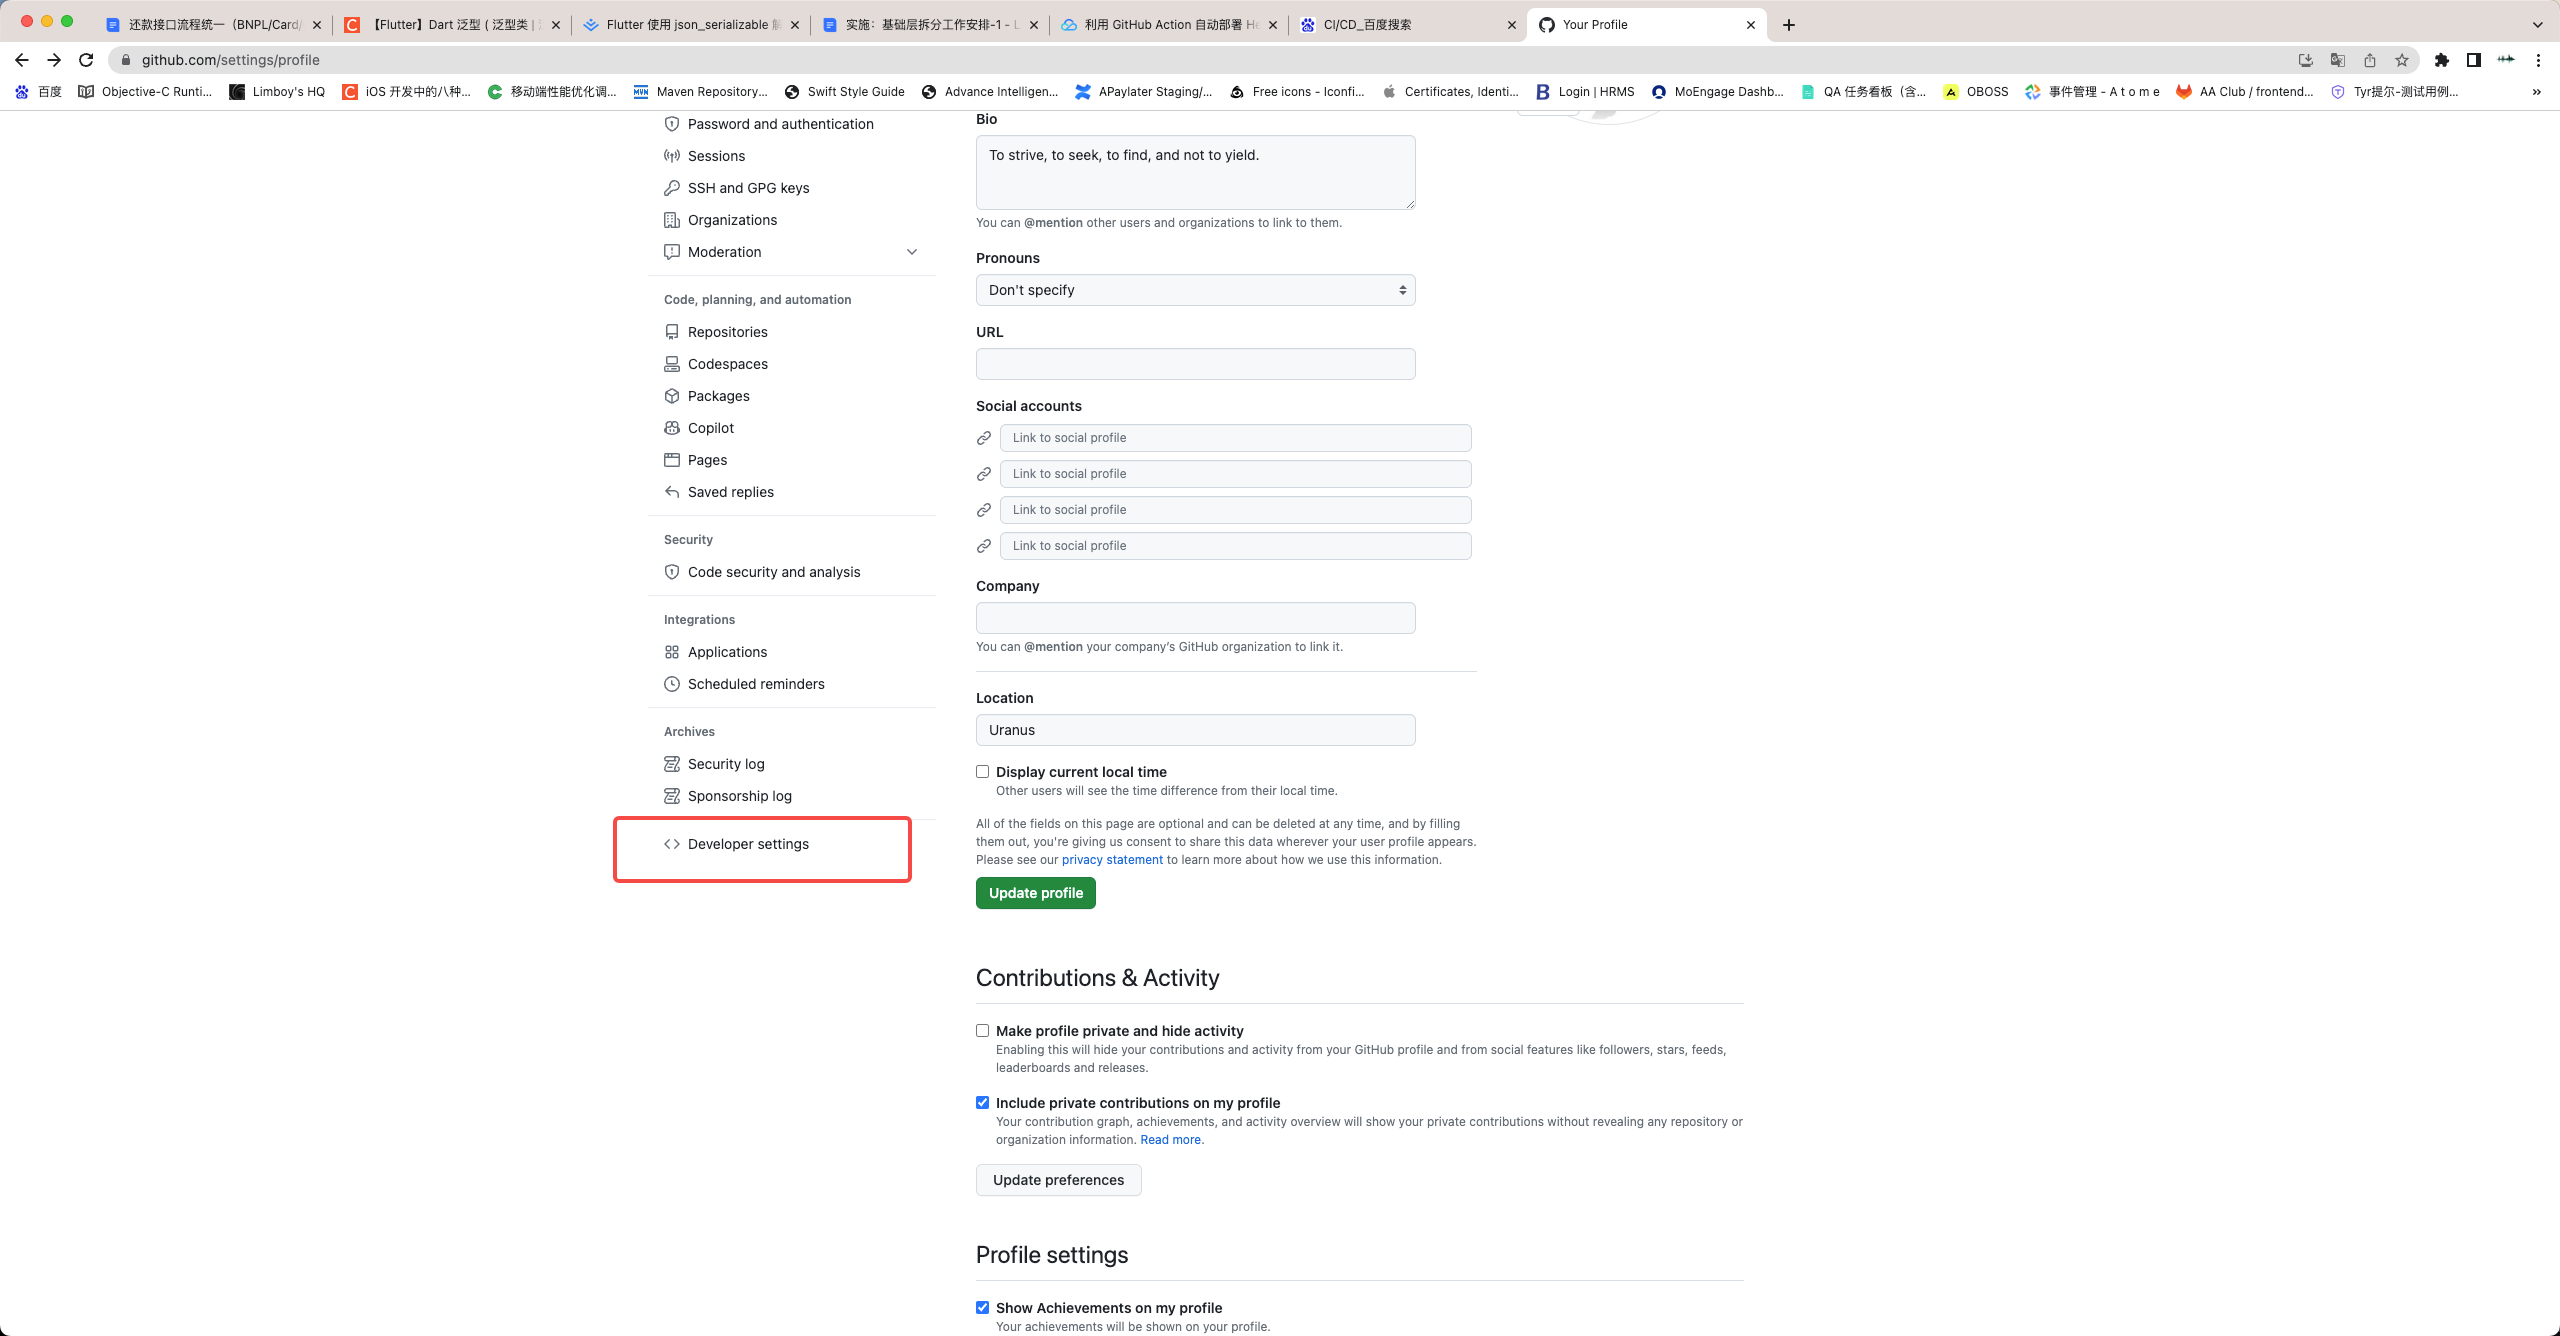 还款接口流程统一（BNPL/Card/
【Flutter】Dart 泛型 ( 泛型类 |
Flutter 使用 json_serializable 解
实施：基础层拆分工作安排-1 - L
利用 GitHub Action 自动部署 He
CI/CD_百度搜索
Your Profile
github.com/settings/profile
百度
Objective-C Runti...
Limboy's HQ
iOS 开发中的八种...
移动端性能优化调...
Maven Repository...
Swift Style Guide
Advance Intelligen...
APaylater Staging/...
Free icons - Iconfi...
Certificates, Identi...
Login | HRMS
MoEngage Dashb...
QA 任务看板（含...
OBOSS
事件管理 - A t o m e
AA Club / frontend...
Tyr提尔-测试用例...
»
Password and authentication
Sessions
SSH and GPG keys
Organizations
Moderation
Code, planning, and automation
Repositories
Codespaces
Packages
Copilot
Pages
Saved replies
Security
Code security and analysis
Integrations
Applications
Scheduled reminders
Archives
Security log
Sponsorship log
Developer settings
Bio
To strive, to seek, to find, and not to yield.
You can @mention other users and organizations to link to them.
Pronouns
Don't specify
URL
Social accounts
Link to social profile
Link to social profile
Link to social profile
Link to social profile
Company
You can @mention your company's GitHub organization to link it.
Location
Uranus
Display current local time
Other users will see the time difference from their local time.
All of the fields on this page are optional and can be deleted at any time, and by filling
them out, you're giving us consent to share this data wherever your user profile appears.
Please see our privacy statement to learn more about how we use this information.
Update profile
Contributions & Activity
Make profile private and hide activity
Enabling this will hide your contributions and activity from your GitHub profile and from social features like followers, stars, feeds,
leaderboards and releases.
Include private contributions on my profile
Your contribution graph, achievements, and activity overview will show your private contributions without revealing any repository or
organization information. Read more.
Update preferences
Profile settings
Show Achievements on my profile
Your achievements will be shown on your profile.